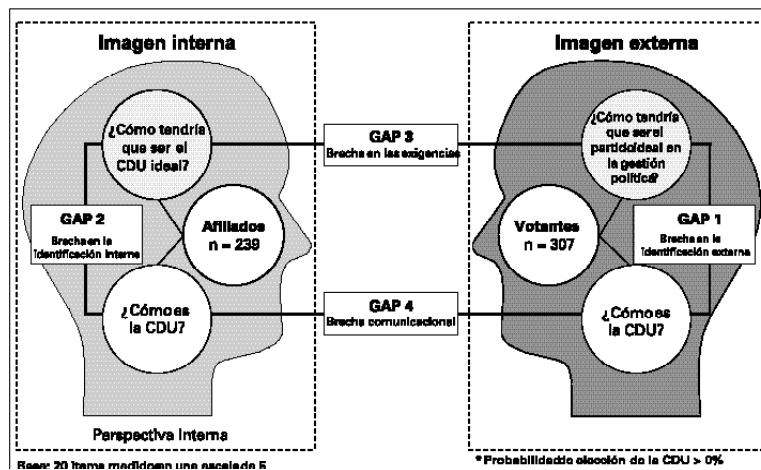 Imagen interna
¿Cómo tendría
que ser el
CDU ideal?
GAP 2
Brecha en la
Identificación interna
Afiliados
n = 239
¿Cómo es
la CDU?
Perspectiva Interna
Base: 20 items medidos en una escala de 5
GAP 3
Brecha en las exigencias
GAP 4
Brecha comunicacional
Imagen externa
¿Cómo tendría
que ser el
partido ideal en
la gestión
política?
Votantes
n = 307
GAP 1
Brecha en la
Identificación externa
¿Cómo es
la CDU?
*Probabilidad de elección de la CDU > 0%